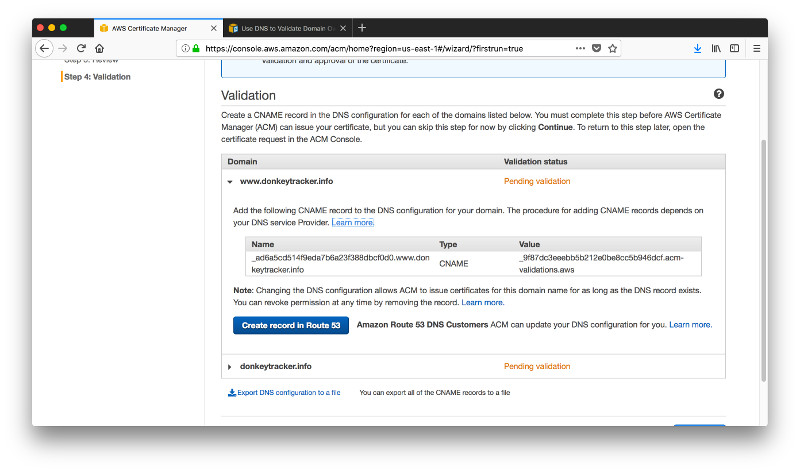 AWS Certificate Manager
Use DNS to Validate Domain O
https://console.aws.amazon.com/acm/home?region=us-east-1#/wizard/?firstrun=true
Step 5: Review
Step 4: Validation
validation and approval of the certificate.
Validation
Create a CNAME record in the DNS configuration for each of the domains listed below. You must complete this step before AWS Certificate
Manager (ACM) can issue your certificate, but you can skip this step for now by clicking Continue. To return to this step later, open the
certificate request in the ACM Console.
Domain Validation status
www.donkeytracker.info Pending validation
Add the following CNAME record to the DNS configuration for your domain. The procedure for adding CNAME records depends on
your DNS service Provider. Learn more.
Name Type Value
_ad6a5cd514f9eda7b6a23f388dbcf0d0.www.don _9f87dc3eeebb5b212e0be8cc5b946dcf.acm-
keytracker.info CNAME validations.aws
Note: Changing the DNS configuration allows ACM to issue certificates for this domain name for as long as the DNS record exists.
You can revoke permission at any time by removing the record. Learn more.
Create record in Route 53 Amazon Route 53 DNS Customers ACM can update your DNS configuration for you. Learn more.
donkeytracker.info Pending validation
Export DNS configuration to a file You can export all of the CNAME records to a file